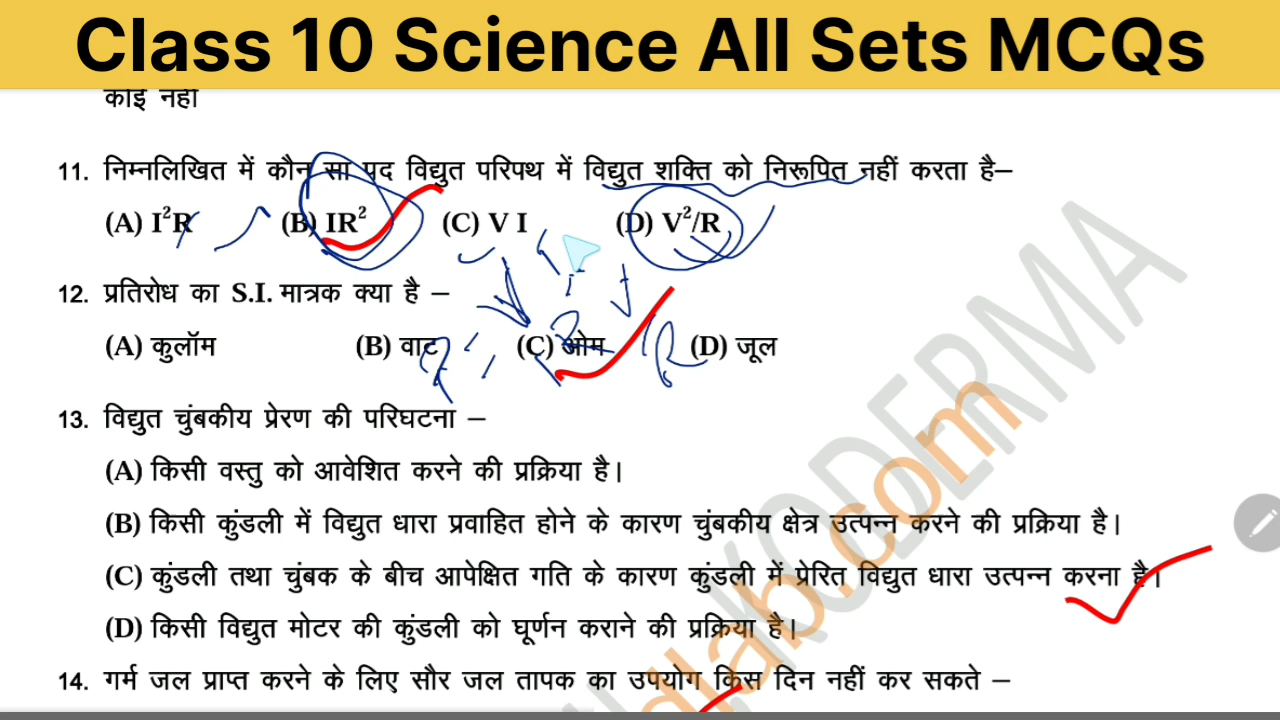 Class 10 Science All Sets MCQs
कोई नहीं
11. निम्नलिखित में कौन सा पद विद्युत परिपथ में विद्युत शक्ति को निरूपित नहीं करता है–
(A) I²R (B) IR² (C) V I (D) V²/R
12. प्रतिरोध का S.I. मात्रक क्या है –
(A) कुलॉम (B) वाट (C) ओम (D) जूल
13. विद्युत चुंबकीय प्रेरण की परिघटना –
(A) किसी वस्तु को आवेशित करने की प्रक्रिया है।
(B) किसी कुंडली में विद्युत धारा प्रवाहित होने के कारण चुंबकीय क्षेत्र उत्पन्न करने की प्रक्रिया है।
(C) कुंडली तथा चुंबक के बीच आपेक्षित गति के कारण कुंडली में प्रेरित विद्युत धारा उत्पन्न करना है।
(D) किसी विद्युत मोटर की कुंडली को घूर्णन कराने की प्रक्रिया है।
14. गर्म जल प्राप्त करने के लिए सौर जल तापक का उपयोग किस दिन नहीं कर सकते –
KODERMA
.com